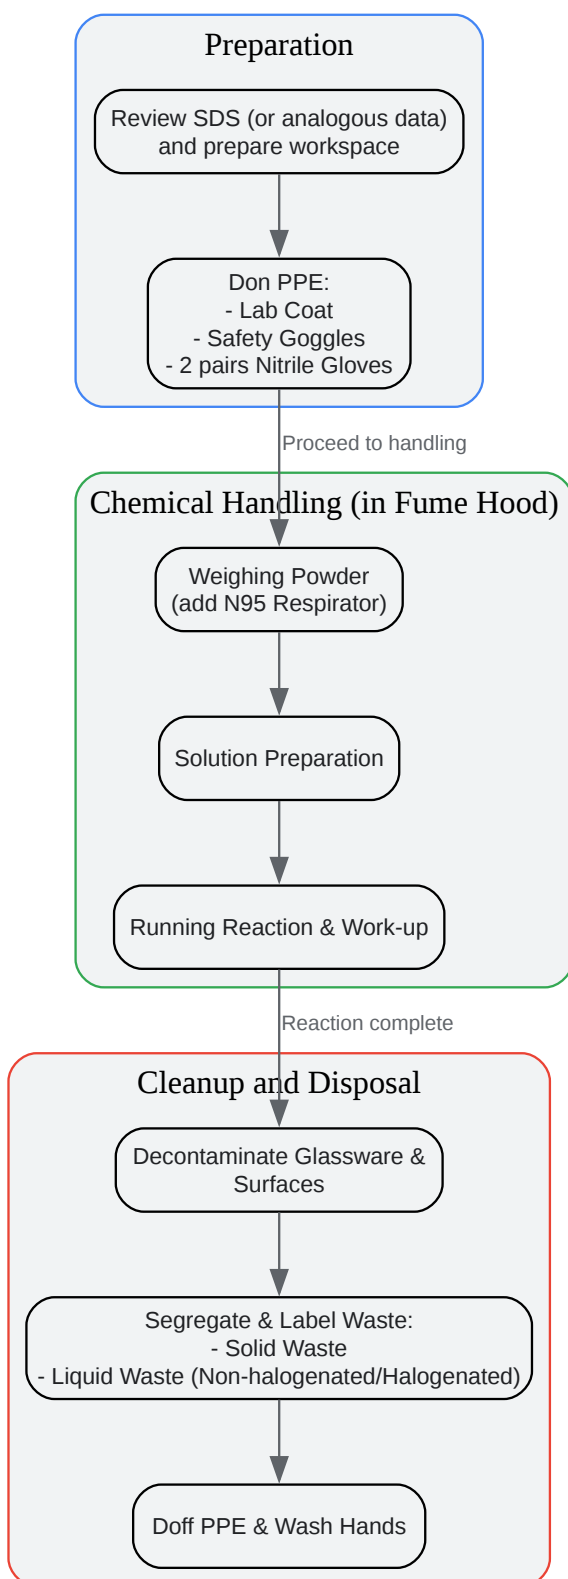 Preparation
Review SDS (or analogous data)
and prepare workspace
Don PPE:
- Lab Coat
- Safety Goggles
- 2 pairs Nitrile Gloves
Proceed to handling
Chemical Handling (in Fume Hood)
Weighing Powder
(add N95 Respirator)
Solution Preparation
Running Reaction & Work-up
Reaction complete
Cleanup and Disposal
Decontaminate Glassware &
Surfaces
Segregate & Label Waste:
- Solid Waste
- Liquid Waste (Non-halogenated/Halogenated)
Doff PPE & Wash Hands